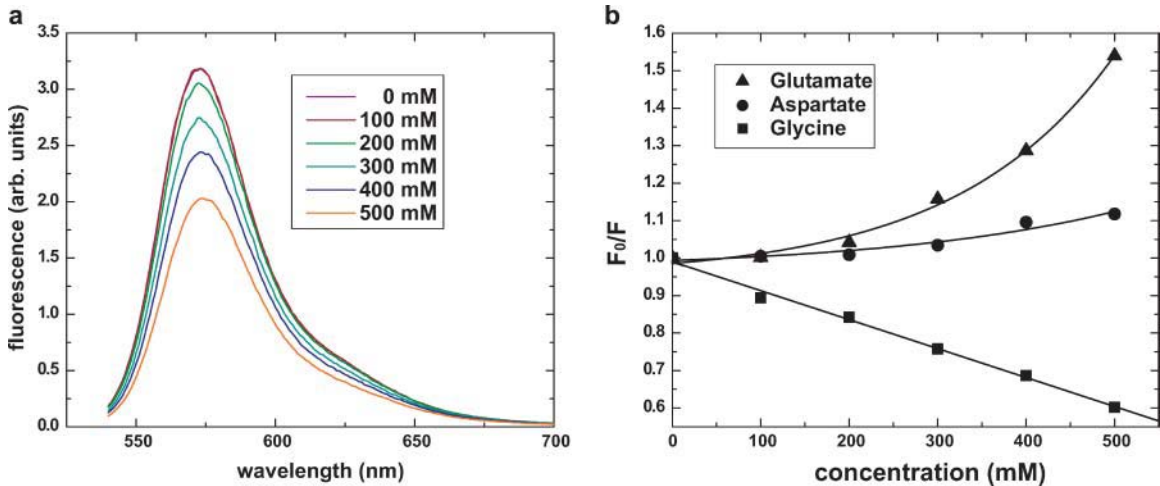 a
3.5
3.0
2.5
2.0
1.5
1.0
0.5
0.0
fluorescence (arb. units)
0 mM
100 mM
200 mM
300 mM
400 mM
500 mM
550
600
650
700
wavelength (nm)
b
1.6
1.5
1.4
1.3
1.2
1.1
1.0
0.9
0.8
0.7
0.6
F₀/F
Glutamate
Aspartate
Glycine
0
100
200
300
400
500
concentration (mM)